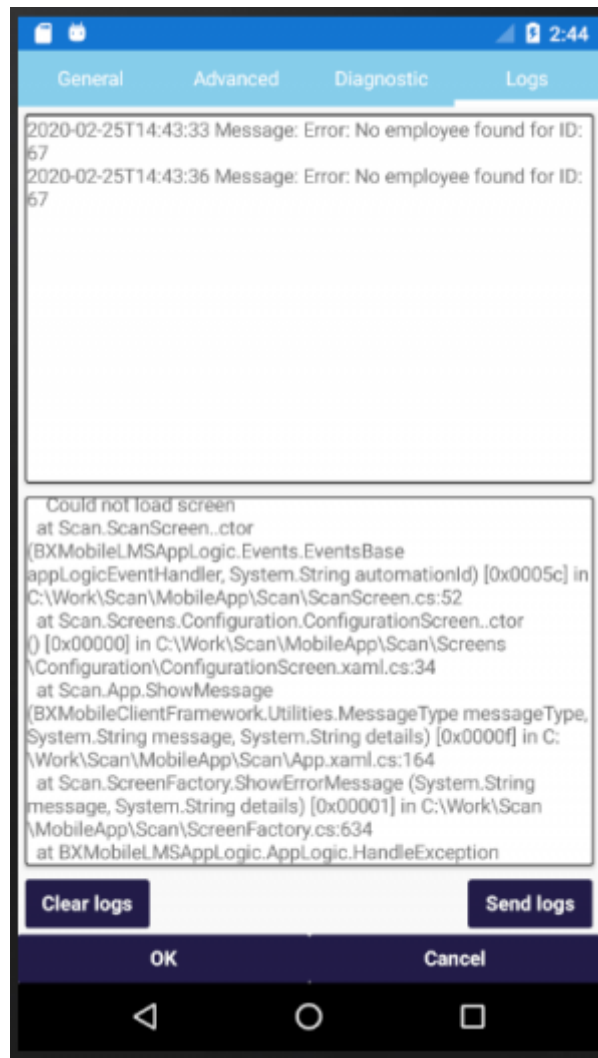 2:44
General Advanced Diagnostic Logs
2020-02-25T14:43:33 Message: Error: No employee found for ID:
67
2020-02-25T14:43:36 Message: Error: No employee found for ID:
67
Could not load screen
at Scan.ScanScreen..ctor
(BXMobileLMSAppLogic.Events.EventsBase
appLogicEventHandler, System.String automationId) [0x0005c] in
C:\Work\Scan\MobileApp\Scan\ScanScreen.cs:52
at Scan.Screens.Configuration.ConfigurationScreen..ctor
() [0x00000] in C:\Work\Scan\MobileApp\Scan\Screens
\Configuration\ConfigurationScreen.xaml.cs:34
at Scan.App.ShowMessage
(BXMobileClientFramework.Utilities.MessageType messageType,
System.String message, System.String details) [0x0000f] in C:
\Work\Scan\MobileApp\Scan\App.xaml.cs:164
at Scan.ScreenFactory.ShowErrorMessage (System.String
message, System.String details) [0x00001] in C:\Work\Scan
\MobileApp\Scan\ScreenFactory.cs:634
at BXMobileLMSAppLogic.AppLogic.HandleException
Clear logs Send logs
OK Cancel